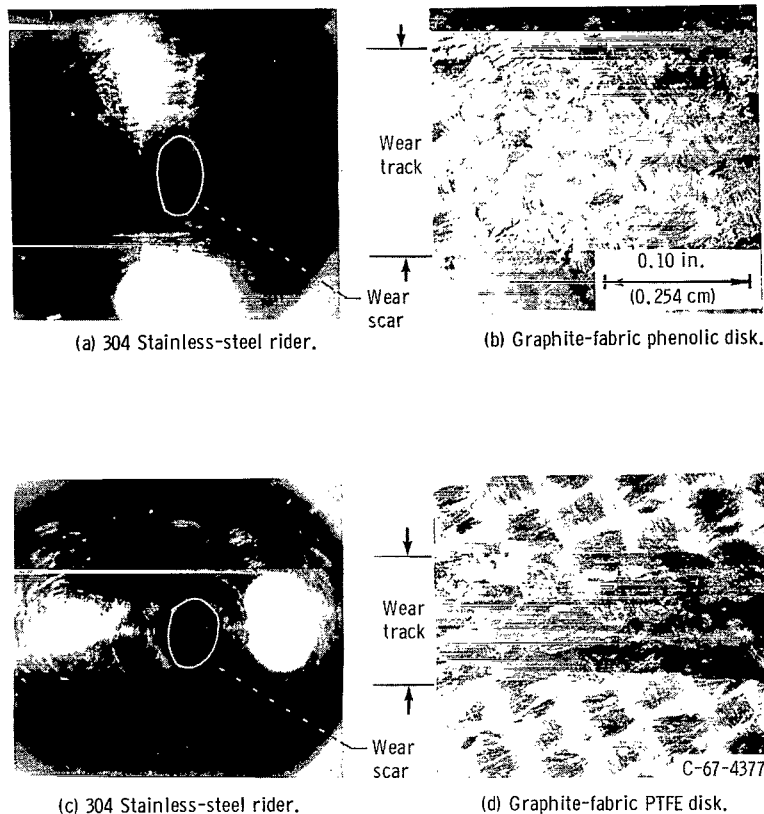 Wear
track
0.10 in.
(0.254 cm)
Wear
scar
(a) 304 Stainless-steel rider.
(b) Graphite-fabric phenolic disk.
Wear
track
Wear
scar
C-67-4377
(c) 304 Stainless-steel rider.
(d) Graphite-fabric PTFE disk.